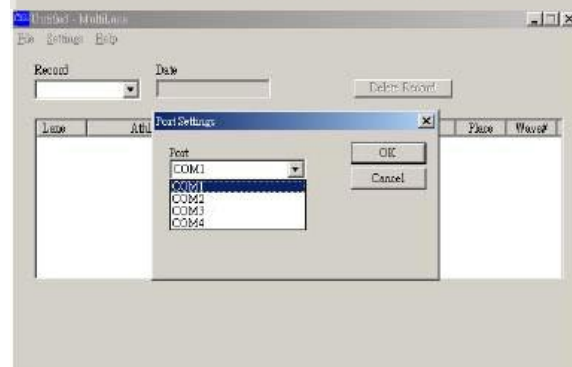 Untitled - MultiLane
File Settings Help
Record Date
Delete Record
Lane Athl Place Wave#
Port Settings
Port
COM1
COM1
COM2
COM3
COM4
OK
Cancel